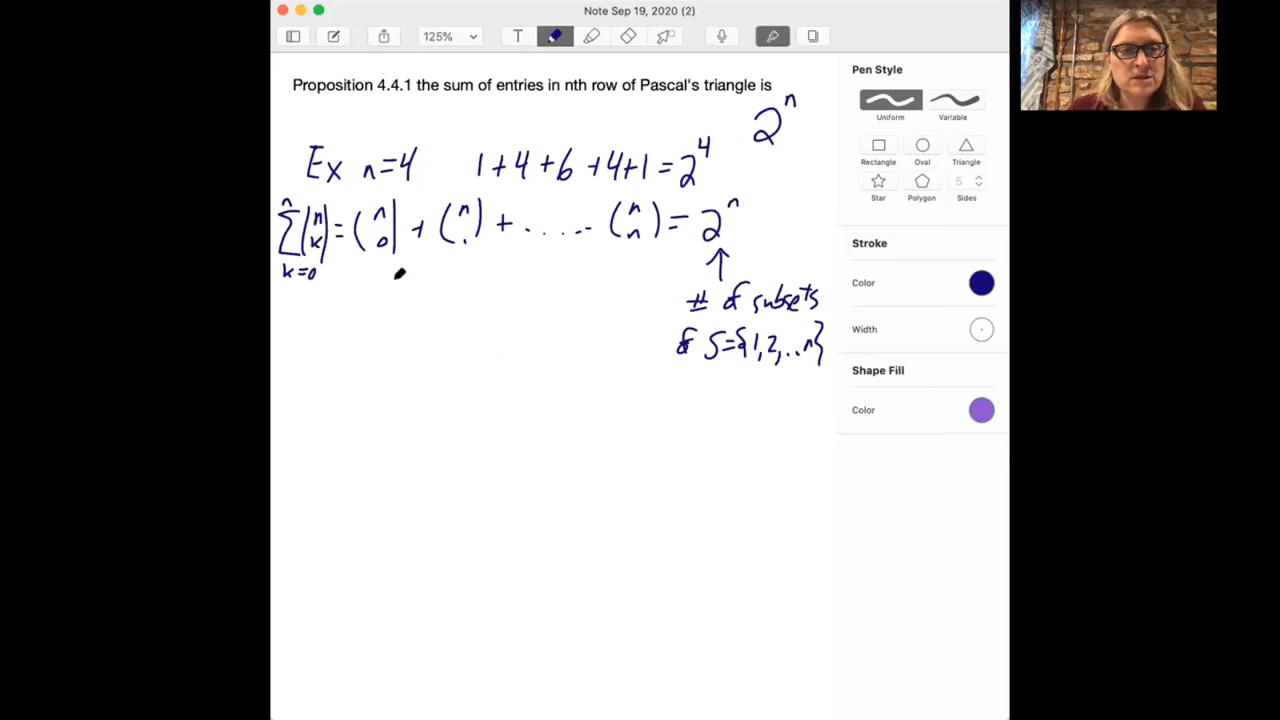 Note Sep 19, 2020 (2)
125%
T
Proposition 4.4.1 the sum of entries in nth row of Pascal's triangle is
2^n
Ex n=4 1+4+6+4+1=2^4
∑_{k=0}^{n} (n k) = (n 0) + (n 1) + ...... (n n) = 2^n
↑
# of subsets
of S={1,2,..n}
Pen Style
Uniform Variable
Rectangle Oval Triangle
5
Star Polygon Sides
Stroke
Color
Width
Shape Fill
Color